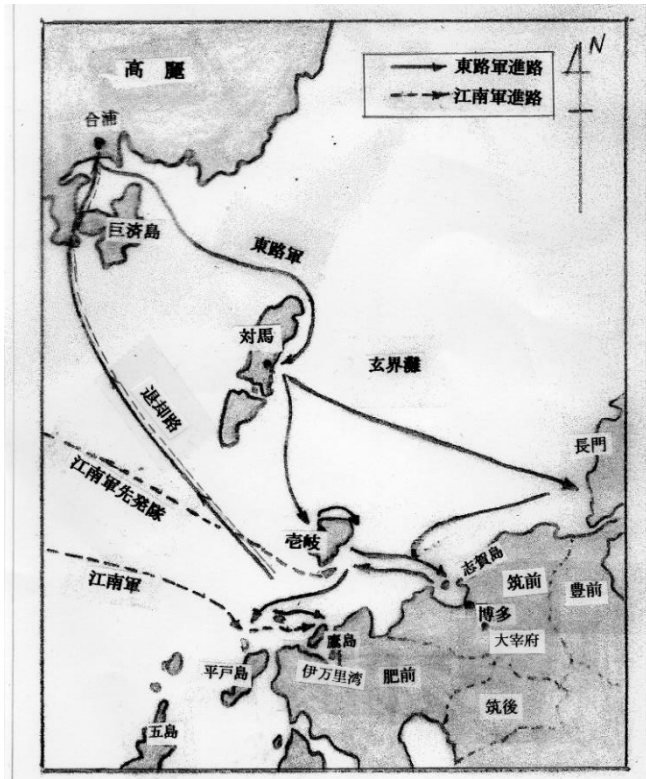 高麗
東路軍進路
江南軍進路
N
合浦
巨済島
東路軍
対馬
玄界灘
退却路
長門
江南軍先発隊
壱岐
志賀島
筑前
豊前
江南軍
博多
大宰府
鷹島
平戸島
伊万里湾
肥前
筑後
五島